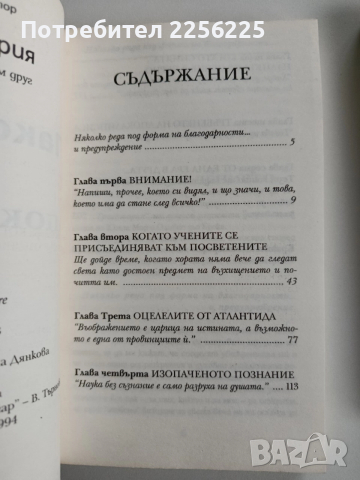 Потребител 2256225
СЪДЪРЖАНИЕ
Няколко реда под форма на благодарности...
и предупреждение 5
Глава първа ВНИМАНИЕ!
"Напиши, прочее, което си видял, и що значи, и това,
което има да стане след всичко!" 9
Глава втора КОГАТО УЧЕНИТЕ СЕ
ПРИСЪЕДИНЯВАТ КЪМ ПОСВЕТЕНИТЕ
Ще дойде време, когато хората няма вече да гледат
света като достоен предмет на възхищението и по-
читта им. 43
Глава Трета ОЦЕЛЕЛИТЕ ОТ АТЛАНТИДА
"Въображението е царица на истината, а възможно-
то е една от провинциите ѝ." 77
Глава четвърта ИЗОПАЧЕНОТО ПОЗНАНИЕ
"Наука без съзнание е само разруха на душата." 113
м друг
Дянкова
994
bazar